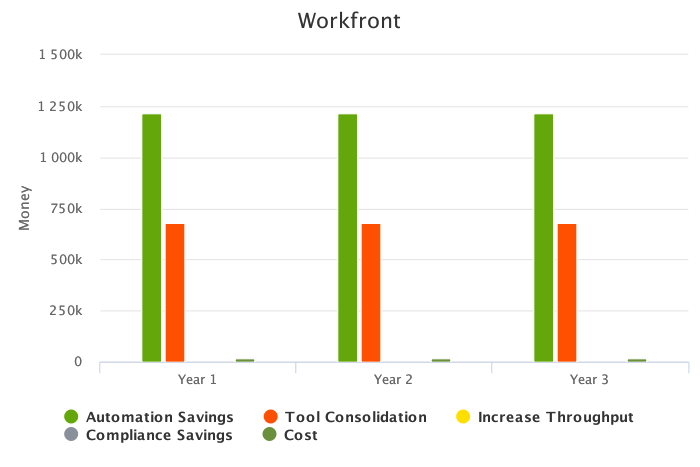 Workfront
1 500k
1 250k
1 000k
750k
500k
250k
0
Money
Year 1 Year 2 Year 3
Automation Savings Tool Consolidation Increase Throughput
Compliance Savings Cost